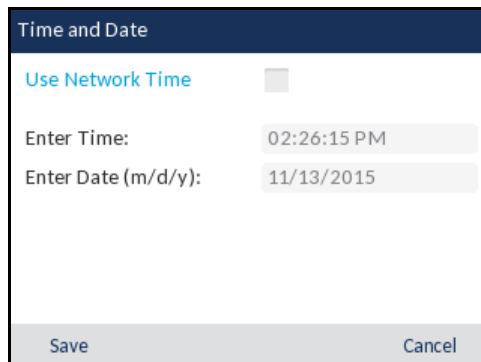 Time and Date
Use Network Time
Enter Time: 02:26:15 PM
Enter Date (m/d/y): 11/13/2015
Save Cancel